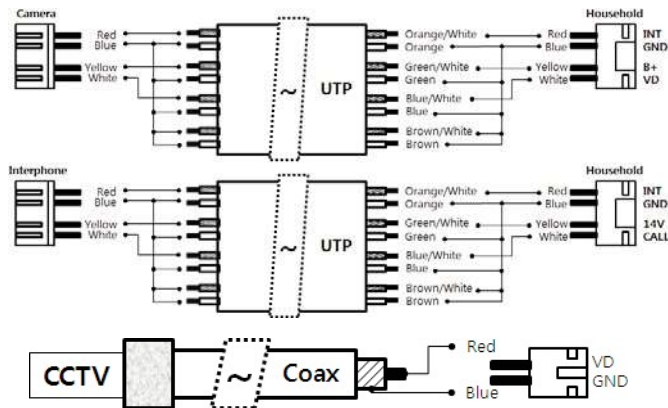 Camera
Household
Red
Orange/White
Red
INT
Blue
Orange
Blue
GND
Yellow
Green/White
Yellow
B+
White
Green
White
VD
UTP
~
Blue/White
Blue
Brown/White
Brown
Interphone
Household
Red
Orange/White
Red
INT
Blue
Orange
Blue
GND
Yellow
Green/White
Yellow
14V
White
Green
White
CALL
UTP
~
Blue/White
Blue
Brown/White
Brown
CCTV
~
Coax
Red
VD
Blue
GND